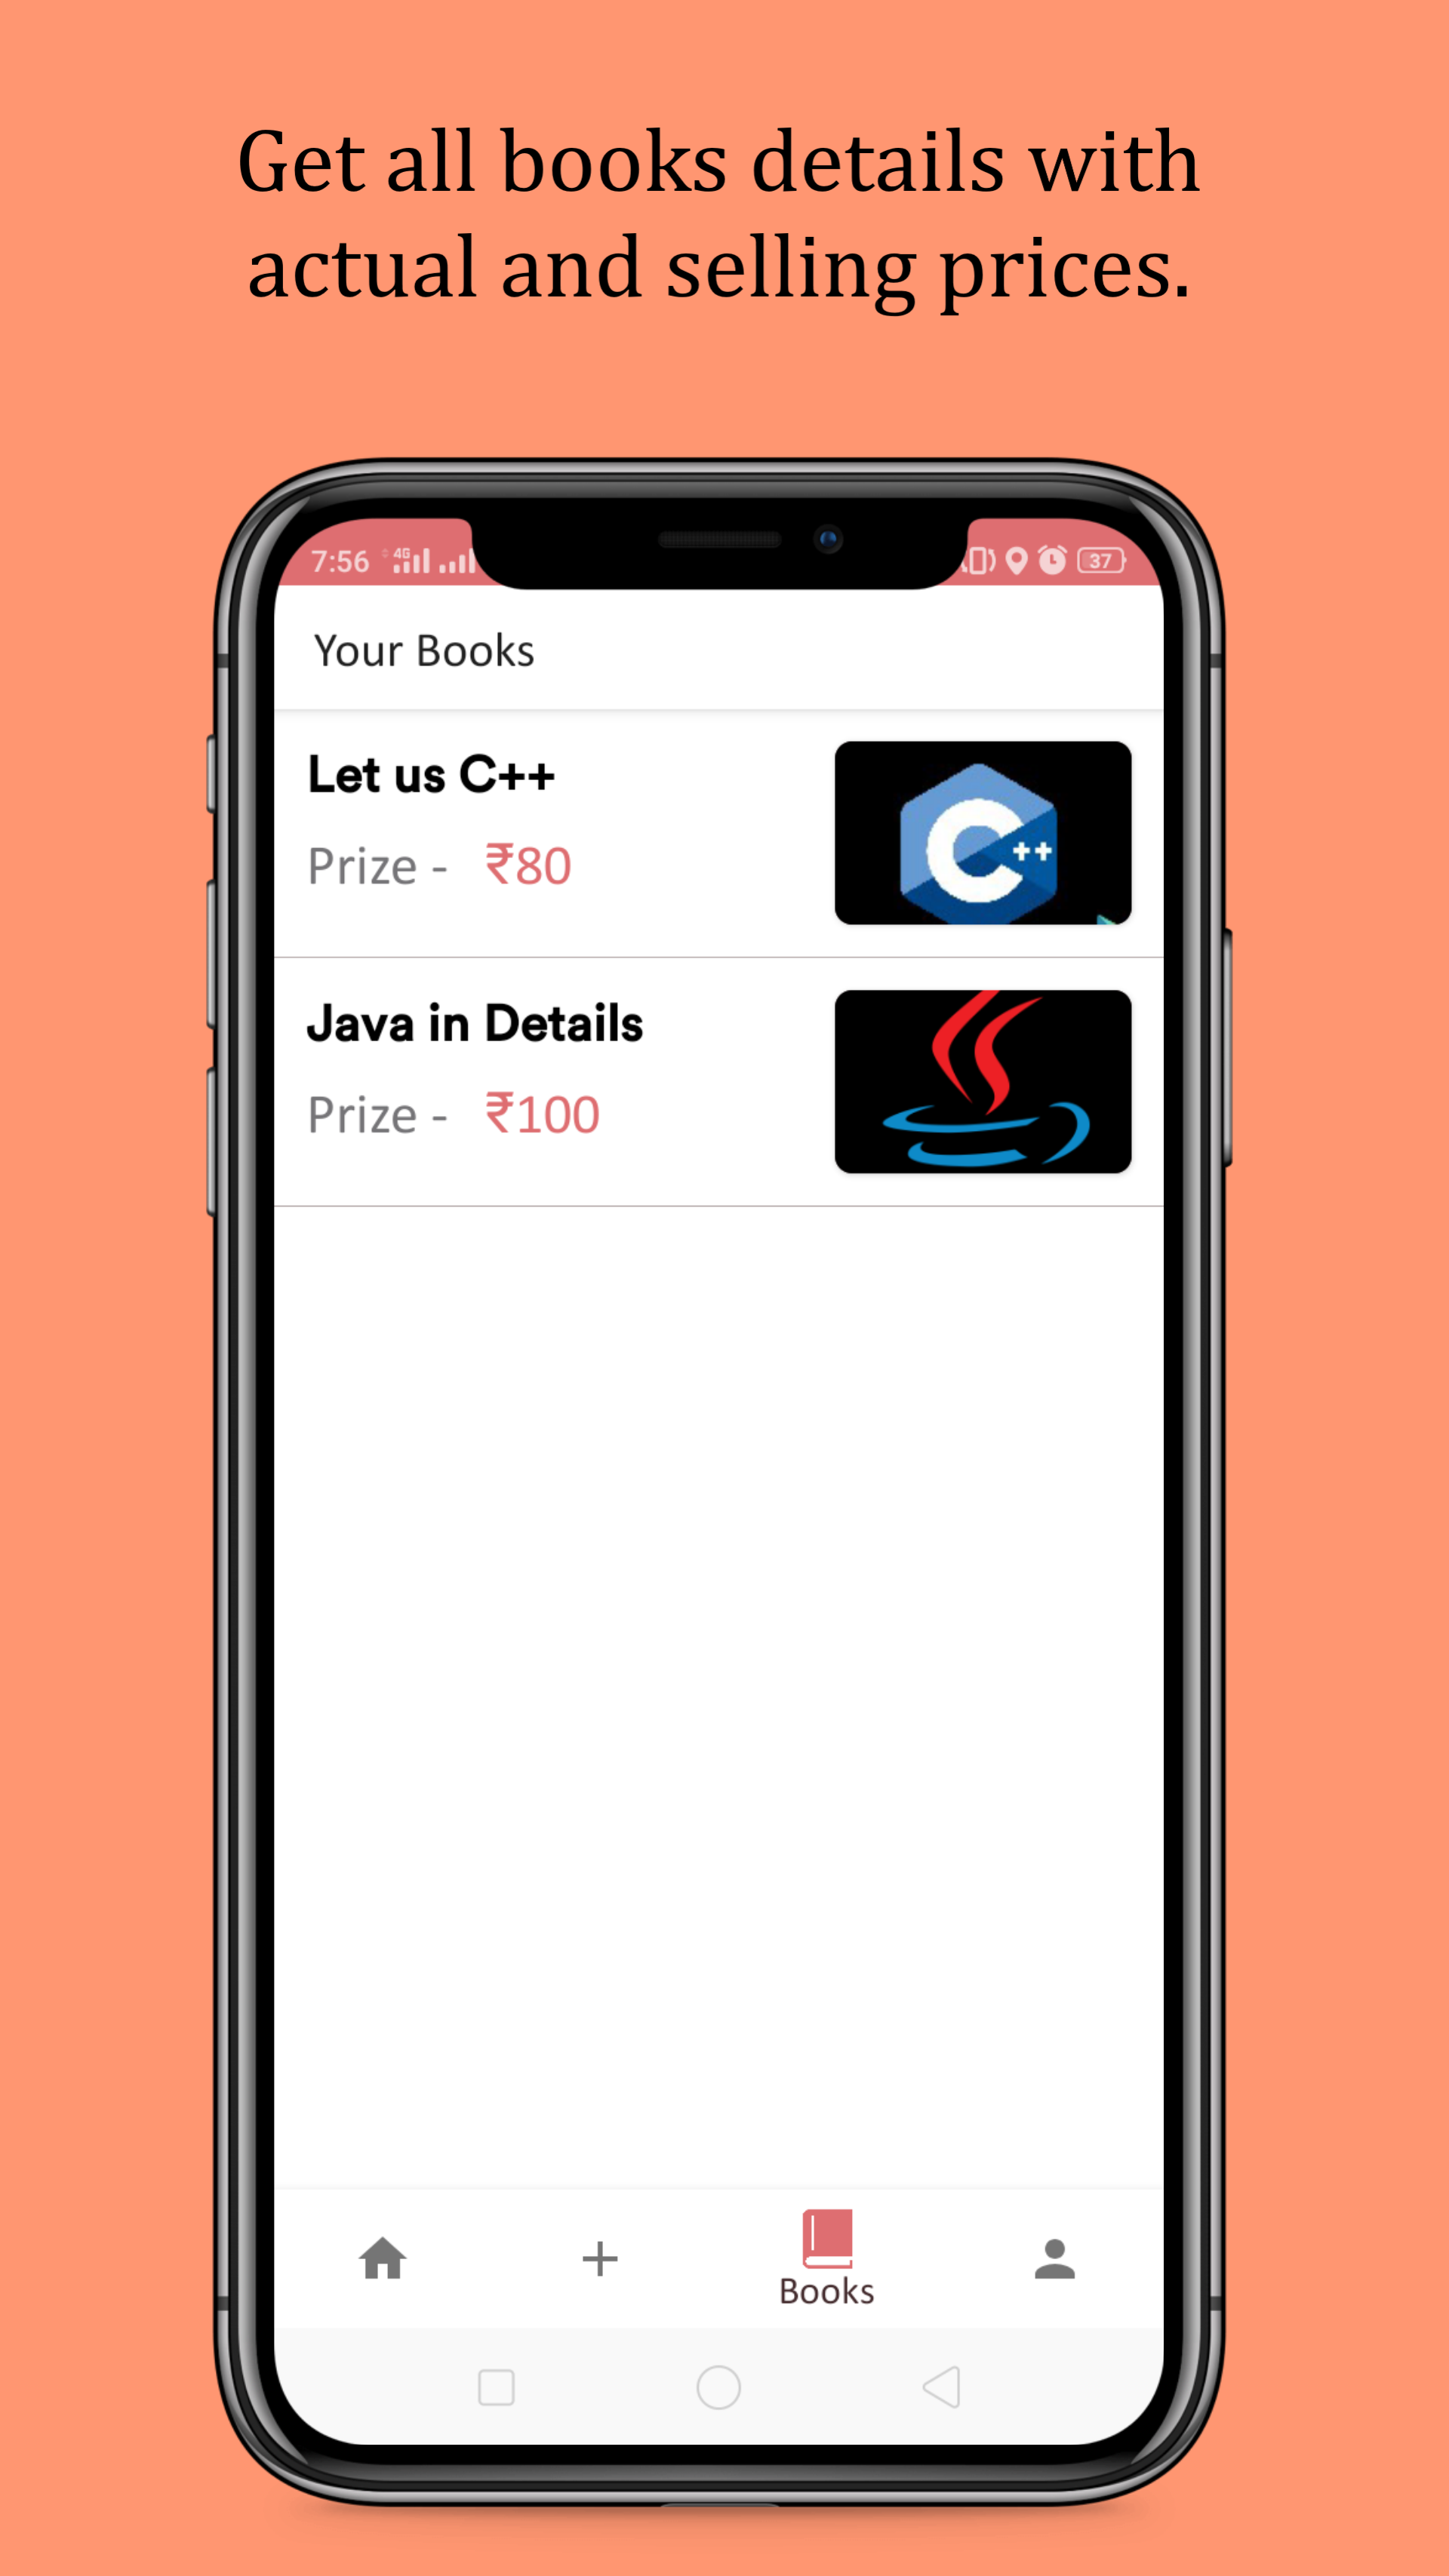 Get all books details with
actual and selling prices.
7:56 4G 37
Your Books
Let us C++
Prize - ₹80
C++
Java in Details
Prize - ₹100
Books